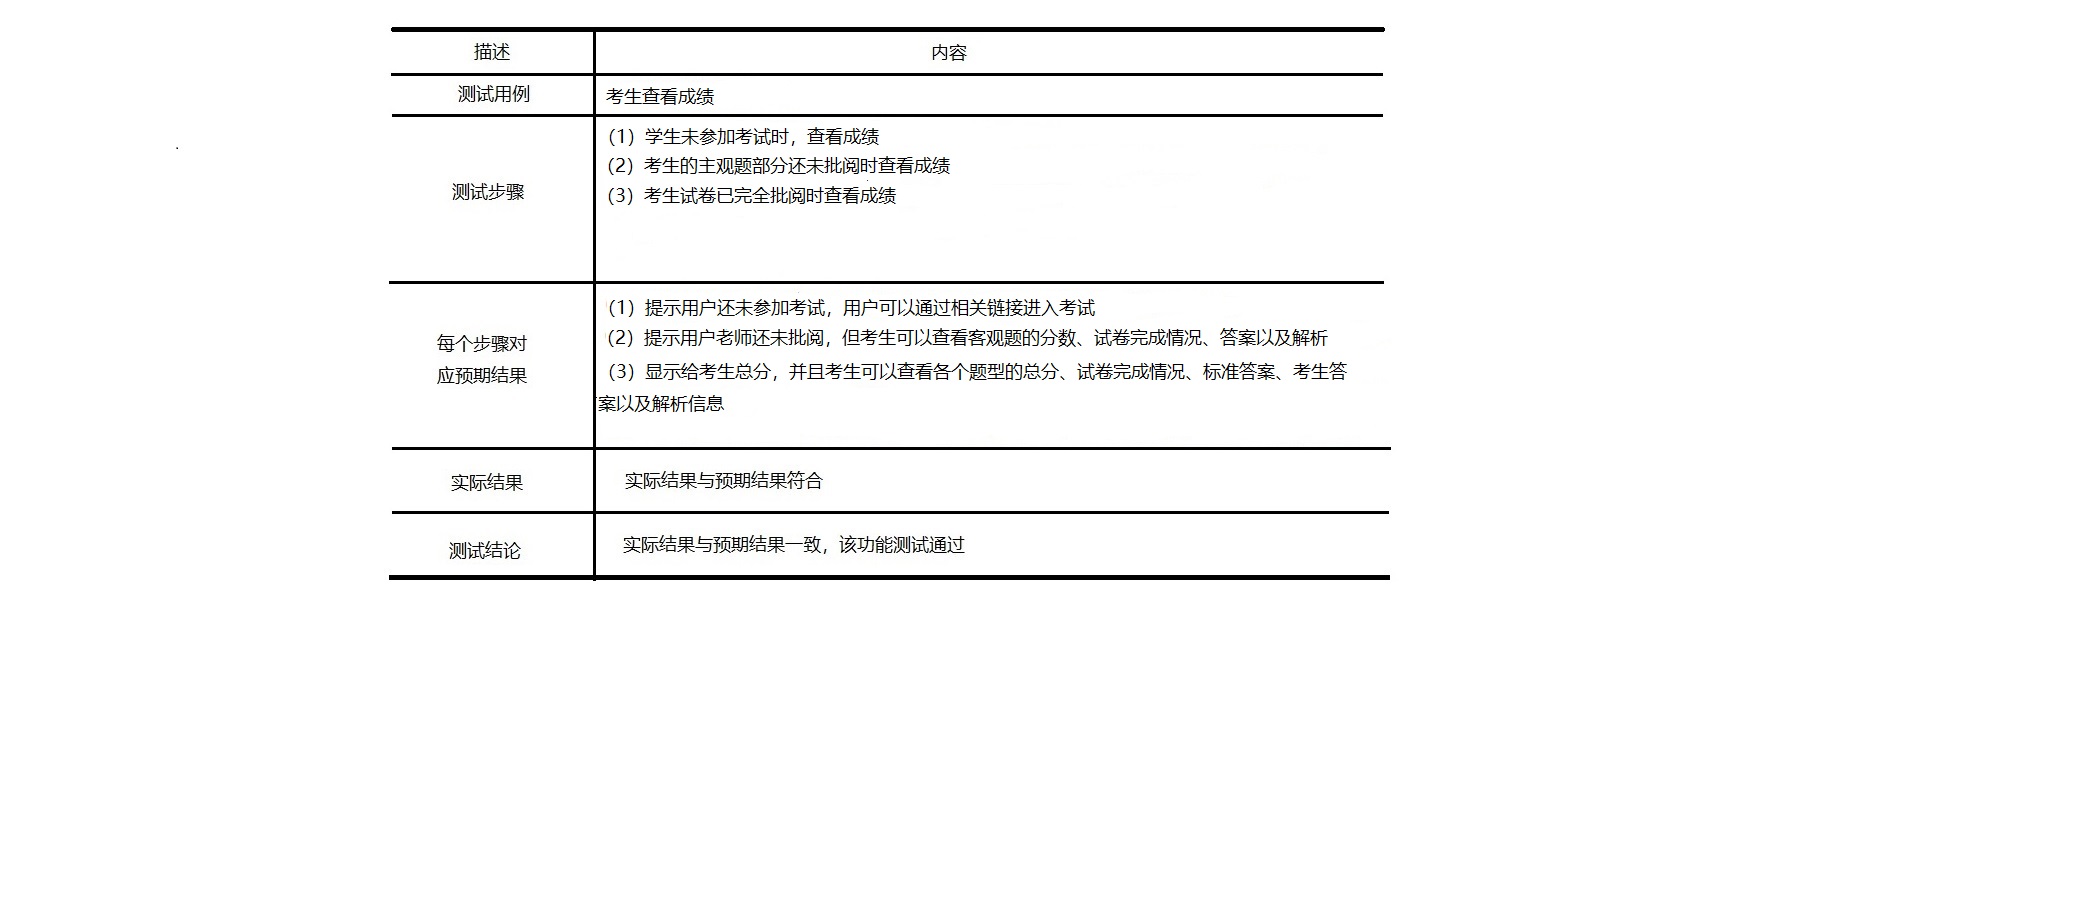 描述
内容
测试用例
考生查看成绩
测试步骤
（1）学生未参加考试时，查看成绩
（2）考生的主观题部分还未批阅时查看成绩
（3）考生试卷已完全批阅时查看成绩
每个步骤对
应预期结果
（1）提示用户还未参加考试，用户可以通过相关链接进入考试
（2）提示用户老师还未批阅，但考生可以查看客观题的分数、试卷完成情况、答案以及解析
（3）显示给考生总分，并且考生可以查看各个题型的总分、试卷完成情况、标准答案、考生答
案以及解析信息
实际结果
实际结果与预期结果符合
测试结论
实际结果与预期结果一致，该功能测试通过